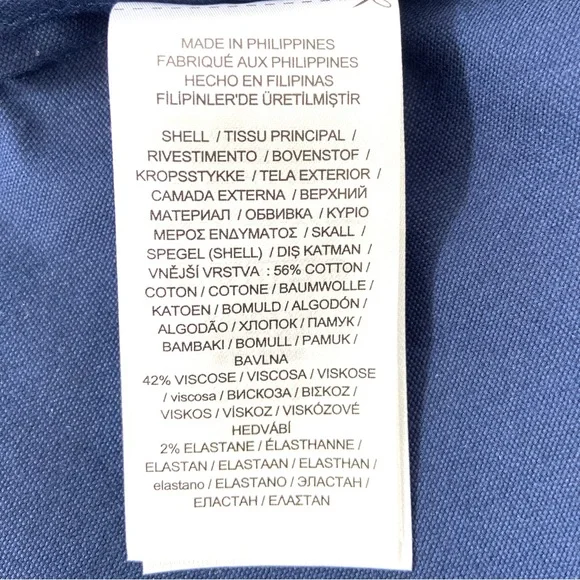 MADE IN PHILIPPINES
FABRIQUÉ AUX PHILIPPINES
HECHO EN FILIPINAS
FİLİPİNLER'DE ÜRETİLMİŞTİR
SHELL / TISSU PRINCIPAL /
RIVESTIMENTO / BOVENSTOF /
KROPSSTYKKE / TELA EXTERIOR /
CAMADA EXTERNA / ВЕРХНИЙ
МАТЕРИАЛ / ОБВИВКА / ΚΥΡΙΟ
ΜΕΡΟΣ ΕΝΔΥΜΑΤΟΣ / SKALL /
SPEGEL (SHELL) / DIŞ KATMAN /
VNĚJŠÍ VRSTVA : 56% COTTON /
COTON / COTONE / BAUMWOLLE /
KATOEN / BOMULD / ALGODÓN /
ALGODÃO / ХЛОПОК / ПАМУК /
ΒΑΜΒΑΚΙ / BOMULL / PAMUK /
BAVLNA
42% VISCOSE / VISCOSA / VISKOSE
/ viscosa / ВИСКОЗА / ΒΙΣΚΟΖ /
VISKOS / VİSKOZ / VISKÓZOVÉ
HEDVÁBÍ
2% ELASTANE / ÉLASTHANNE /
ELASTAN / ELASTAAN / ELASTHAN /
elastano / ELASTANO / ЭЛАСТАН /
ЕЛАСТАН / ΕΛΑΣΤΑΝ